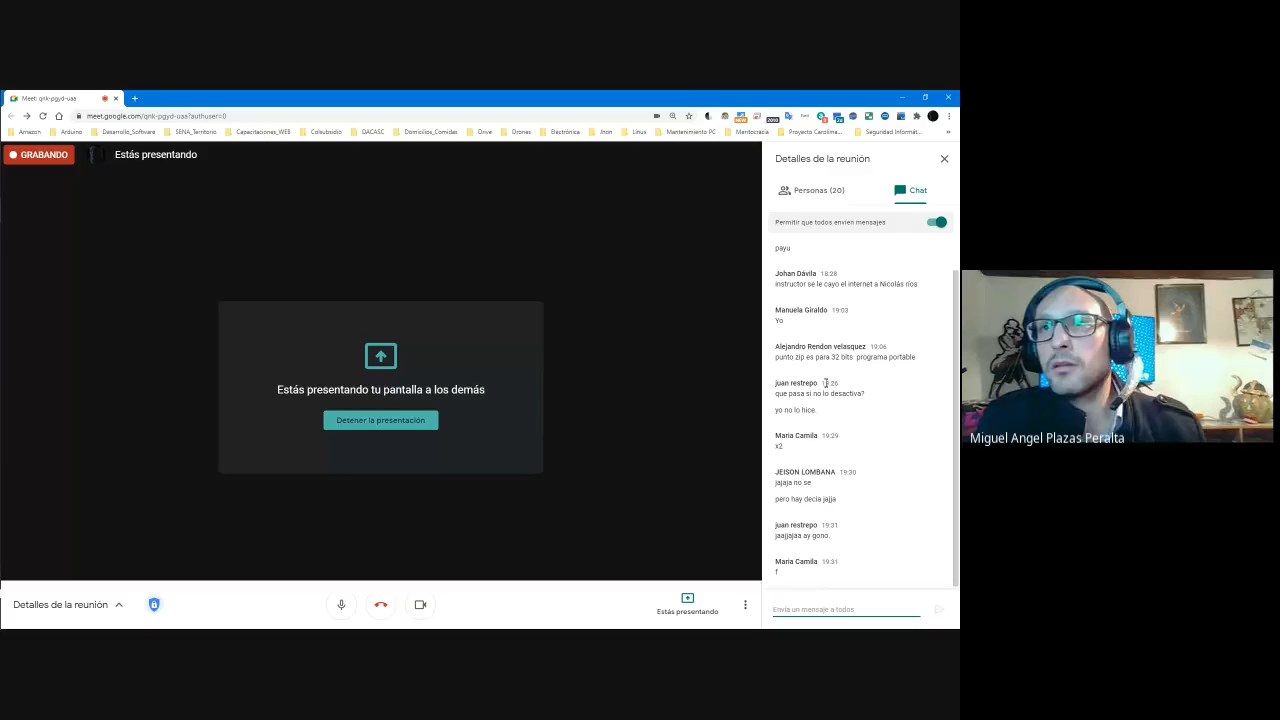 Meet: qnk-pgyd-uaa
meet.google.com/qnk-pgyd-uaa?authuser=0
Amazon
Arduino
Desarrollo_Software
SENA_Territorio
Capacitaciones_WEB
Colsubsidio
DACASC
Domicilios_Comidas
Drive
Drones
Electrónica
Jhon
Linux
Mantenimiento PC
Meritocracia
Proyecto Carolina...
Seguridad Informát...
GRABANDO
Estás presentando
Estás presentando tu pantalla a los demás
Detener la presentación
Detalles de la reunión
Estás presentando
Detalles de la reunión
Personas (20)
Chat
Permitir que todos envíen mensajes
payu
Johan Dávila 18:28
instructor se le cayo el internet a Nicolás ríos
Manuela Giraldo 19:03
Yo
Alejandro Rendon velasquez 19:06
punto zip es para 32 bits programa portable
juan restrepo
que pasa si no lo desactiva?
yo no lo hice.
Maria Camila 19:29
x2
JEISON LOMBANA 19:30
jajaja no se
pero hay decia jajja
juan restrepo 19:31
jaajjajaa ay gono.
Maria Camila 19:31
f
Envía un mensaje a todos
Miguel Angel Plazas Peralta